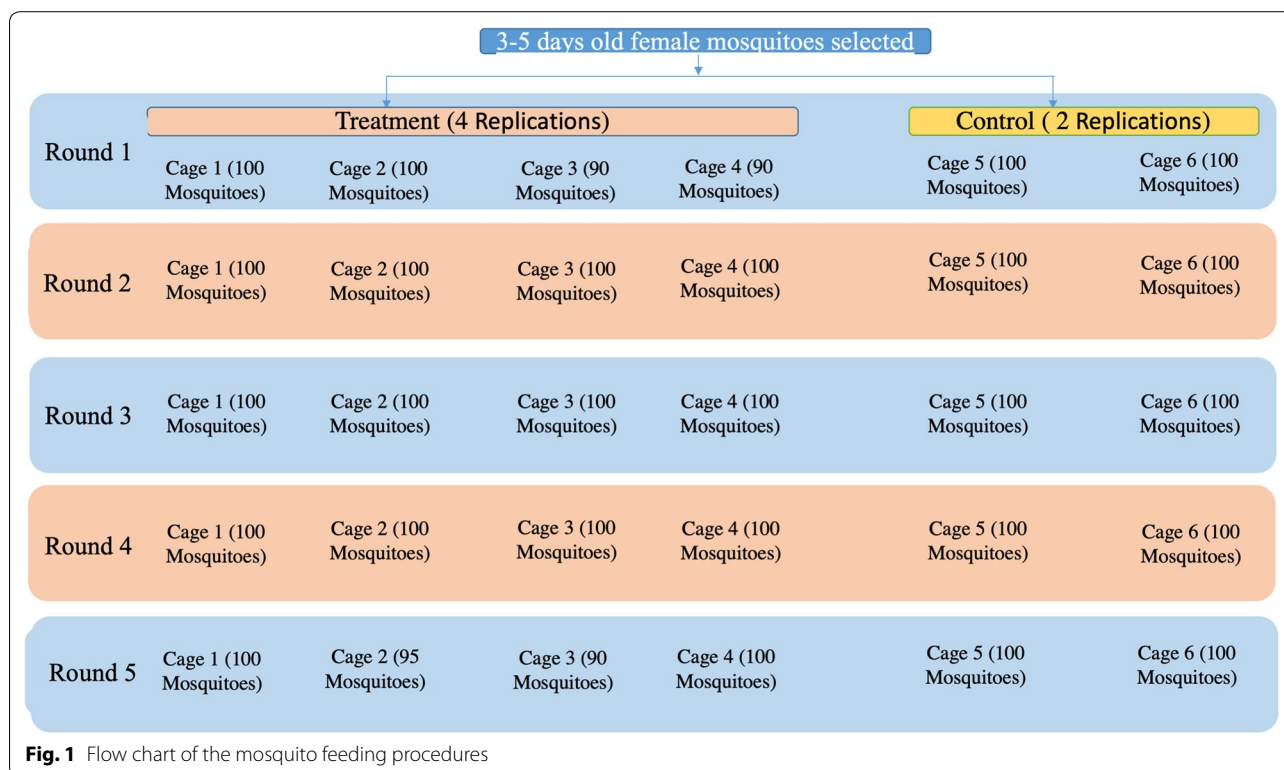 3-5 days old female mosquitoes selected
Treatment (4 Replications)
Control ( 2 Replications)
Round 1
Cage 1 (100
Mosquitoes)
Cage 2 (100
Mosquitoes)
Cage 3 (90
Mosquitoes)
Cage 4 (90
Mosquitoes)
Cage 5 (100
Mosquitoes)
Cage 6 (100
Mosquitoes)
Round 2
Cage 1 (100
Mosquitoes)
Cage 2 (100
Mosquitoes)
Cage 3 (100
Mosquitoes)
Cage 4 (100
Mosquitoes)
Cage 5 (100
Mosquitoes)
Cage 6 (100
Mosquitoes)
Round 3
Cage 1 (100
Mosquitoes)
Cage 2 (100
Mosquitoes)
Cage 3 (100
Mosquitoes)
Cage 4 (100
Mosquitoes)
Cage 5 (100
Mosquitoes)
Cage 6 (100
Mosquitoes)
Round 4
Cage 1 (100
Mosquitoes)
Cage 2 (100
Mosquitoes)
Cage 3 (100
Mosquitoes)
Cage 4 (100
Mosquitoes)
Cage 5 (100
Mosquitoes)
Cage 6 (100
Mosquitoes)
Round 5
Cage 1 (100
Mosquitoes)
Cage 2 (95
Mosquitoes)
Cage 3 (90
Mosquitoes)
Cage 4 (100
Mosquitoes)
Cage 5 (100
Mosquitoes)
Cage 6 (100
Mosquitoes)
Fig. 1 Flow chart of the mosquito feeding procedures